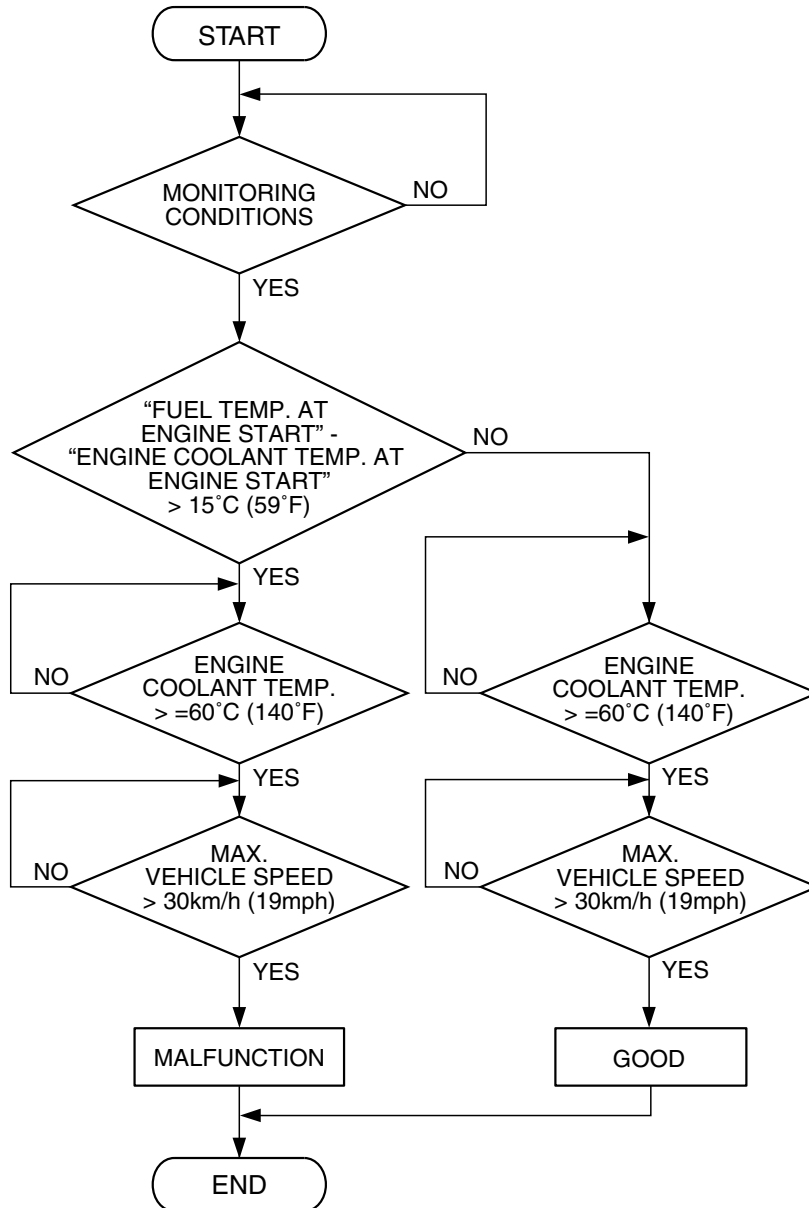 START
MONITORING
CONDITIONS
NO
YES
“FUEL TEMP. AT
ENGINE START” -
“ENGINE COOLANT TEMP. AT
ENGINE START”
> 15˚C (59˚F)
NO
YES
NO
ENGINE
COOLANT TEMP.
> =60˚C (140˚F)
YES
NO
MAX.
VEHICLE SPEED
> 30km/h (19mph)
YES
MALFUNCTION
NO
ENGINE
COOLANT TEMP.
> =60˚C (140˚F)
YES
NO
MAX.
VEHICLE SPEED
> 30km/h (19mph)
YES
GOOD
END